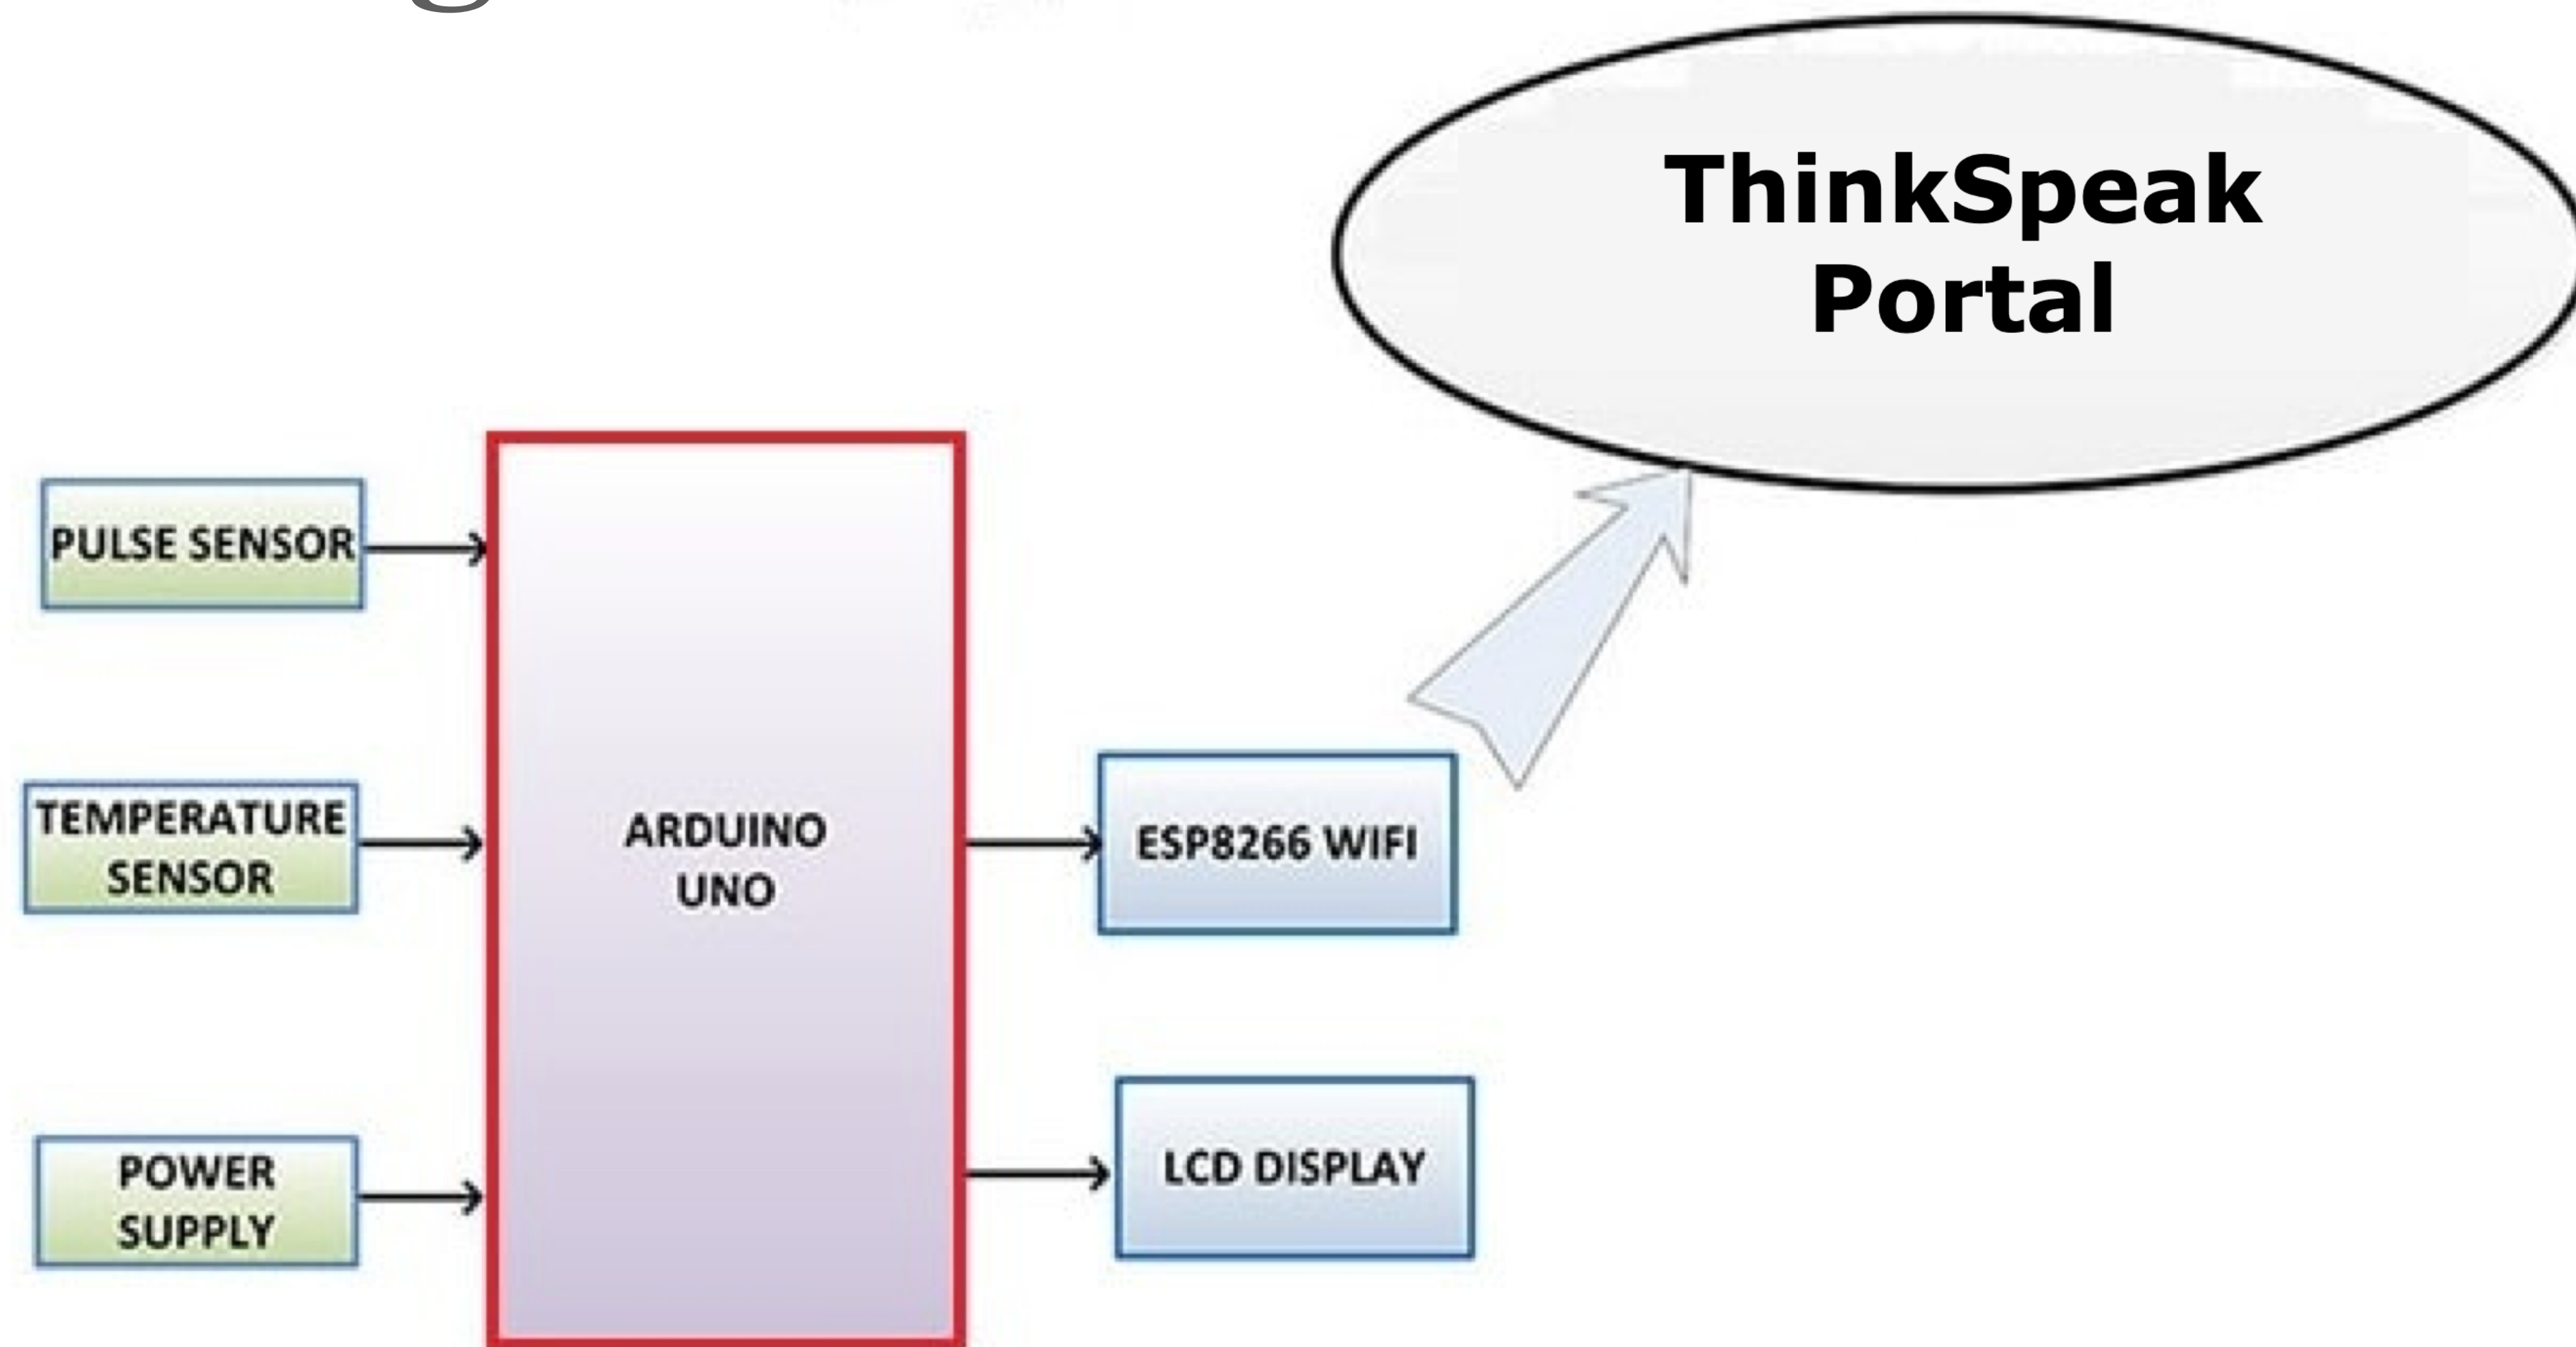 ThinkSpeak
Portal
PULSE SENSOR
TEMPERATURE
SENSOR
POWER
SUPPLY
ARDUINO
UNO
ESP8266 WIFI
LCD DISPLAY